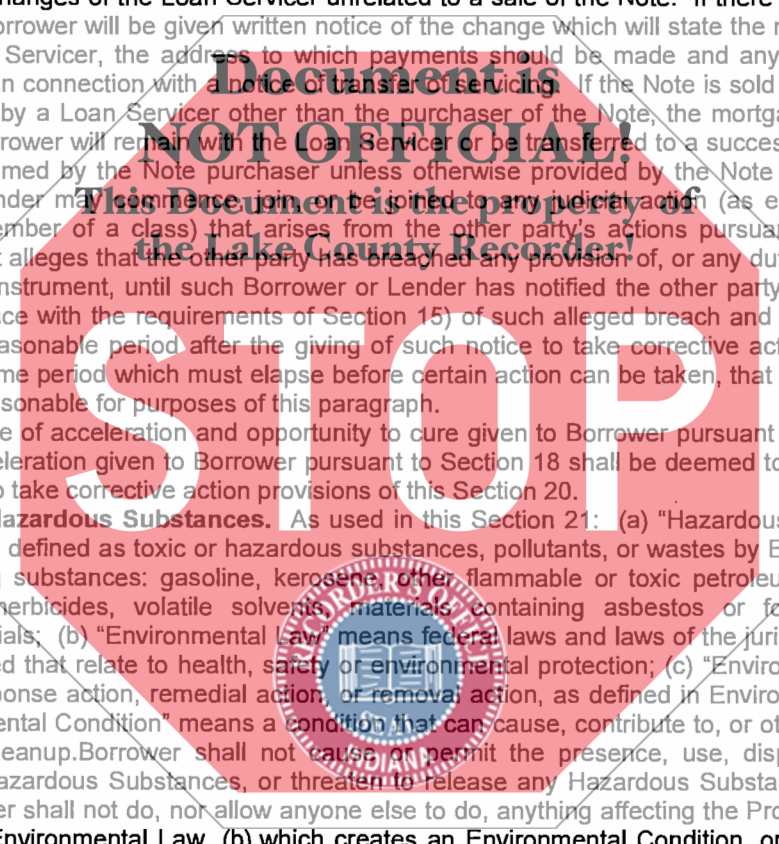 changes of the Loan Servicer unrelated to a sale of the Note. If there
orrower will be given written notice of the change which will state the
Servicer, the address to which payments should be made and any
in connection with a notice of transfer of servicing. If the Note is sold
by a Loan Servicer other than the purchaser of the Note, the mortga
rrower will remain with the Loan Servicer or be transferred to a succes
med by the Note purchaser unless otherwise provided by the Note
nder may commence, join, or be joined to any judicial action (as e
ember of a class) that arises from the other party's actions pursua
t alleges that the other party has breached any provision of, or any du
nstrument, until such Borrower or Lender has notified the other party
ce with the requirements of Section 15) of such alleged breach and
asonable period after the giving of such notice to take corrective act
me period which must elapse before certain action can be taken, that
sonable for purposes of this paragraph.
e of acceleration and opportunity to cure given to Borrower pursuant
eleration given to Borrower pursuant to Section 18 shall be deemed to
o take corrective action provisions of this Section 20.
azardous Substances. As used in this Section 21: (a) "Hazardous
defined as toxic or hazardous substances, pollutants, or wastes by E
substances: gasoline, kerosene, other flammable or toxic petroleu
herbicides, volatile solvents, materials containing asbestos or fo
ials; (b) "Environmental Law" means federal laws and laws of the juri
ed that relate to health, safety or environmental protection; (c) "Enviro
ponse action, remedial action, or removal action, as defined in Enviro
ental Condition" means a condition that can cause, contribute to, or ot
leanup.Borrower shall not cause or permit the presence, use, disp
azardous Substances, or threaten to release any Hazardous Substa
er shall not do, nor allow anyone else to do, anything affecting the Pro
Environmental Law, (b) which creates an Environmental Condition, or
Document is
NOT OFFICIAL!
This Document is the property of
the Lake County Recorder!
STOP
RECORDER'S OFFICE
SEAL
INDIANA